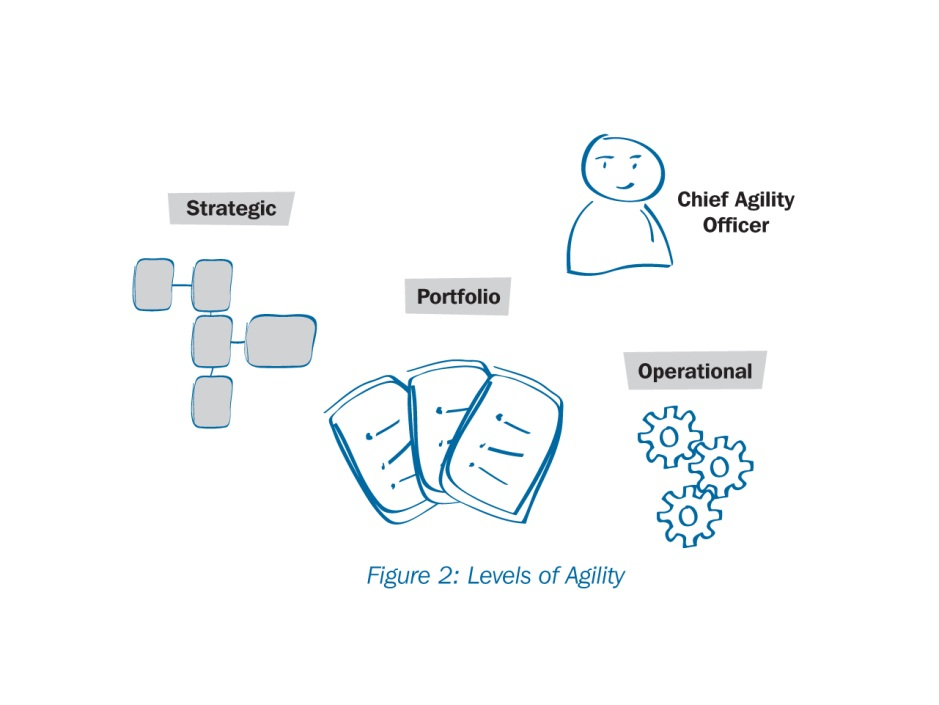 Strategic
Chief Agility
Officer
Portfolio
Operational
Figure 2: Levels of Agility